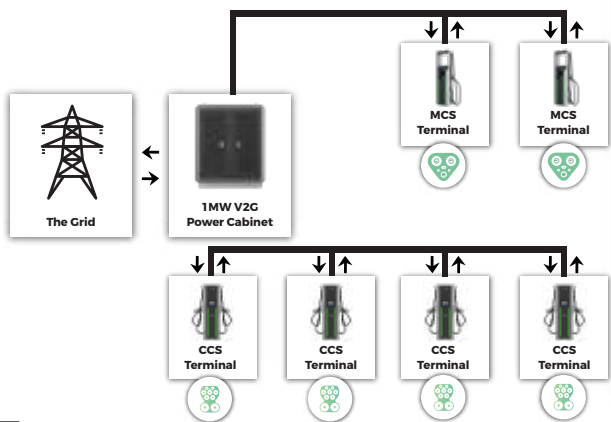 MCS
Terminal
MCS
Terminal
The Grid
1MW V2G
Power Cabinet
CCS
Terminal
CCS
Terminal
CCS
Terminal
CCS
Terminal